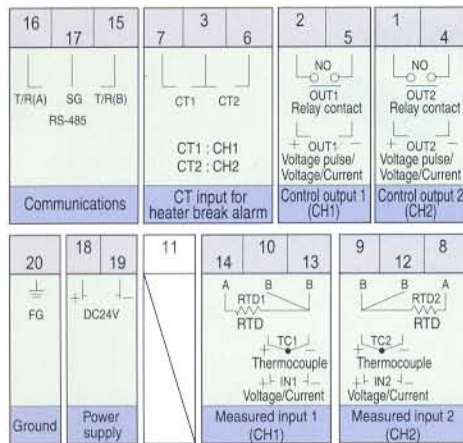 16 17 15
T/R(A) SG T/R(B)
RS-485
Communications
7 3 6
CT1 CT2
CT1 : CH1
CT2 : CH2
CT input for
heater break alarm
2 5
NO
OUT1
Relay contact
+ OUT1 −
Voltage pulse/
Voltage/Current
Control output 1
(CH1)
1 4
NO
OUT2
Relay contact
+ OUT2 −
Voltage pulse/
Voltage/Current
Control output 2
(CH2)
20
FG
Ground
18 19
+ −
DC24V
Power
supply
11
14 10 13
A B B
RTD1
RTD
+ TC1 −
Thermocouple
+ IN1 −
Voltage/Current
Measured input 1
(CH1)
9 12 8
B B A
RTD2
RTD
+ TC2 −
Thermocouple
+ IN2 −
Voltage/Current
Measured input 2
(CH2)